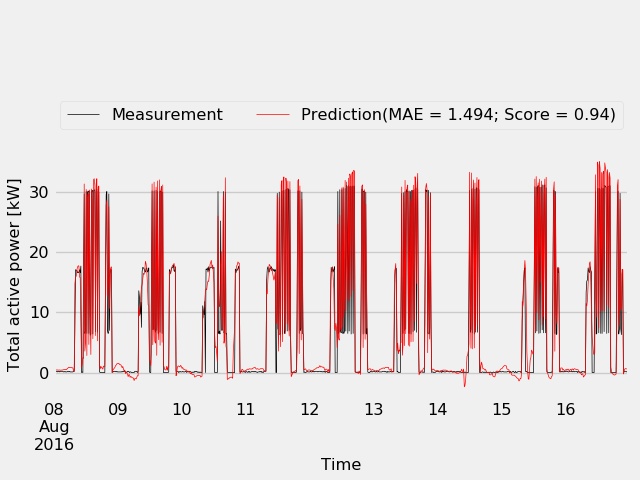 Measurement
Prediction(MAE = 1.494; Score = 0.94)
Total active power [kW]
30
20
10
0
08 09 10 11 12 13 14 15 16
Aug
2016
Time